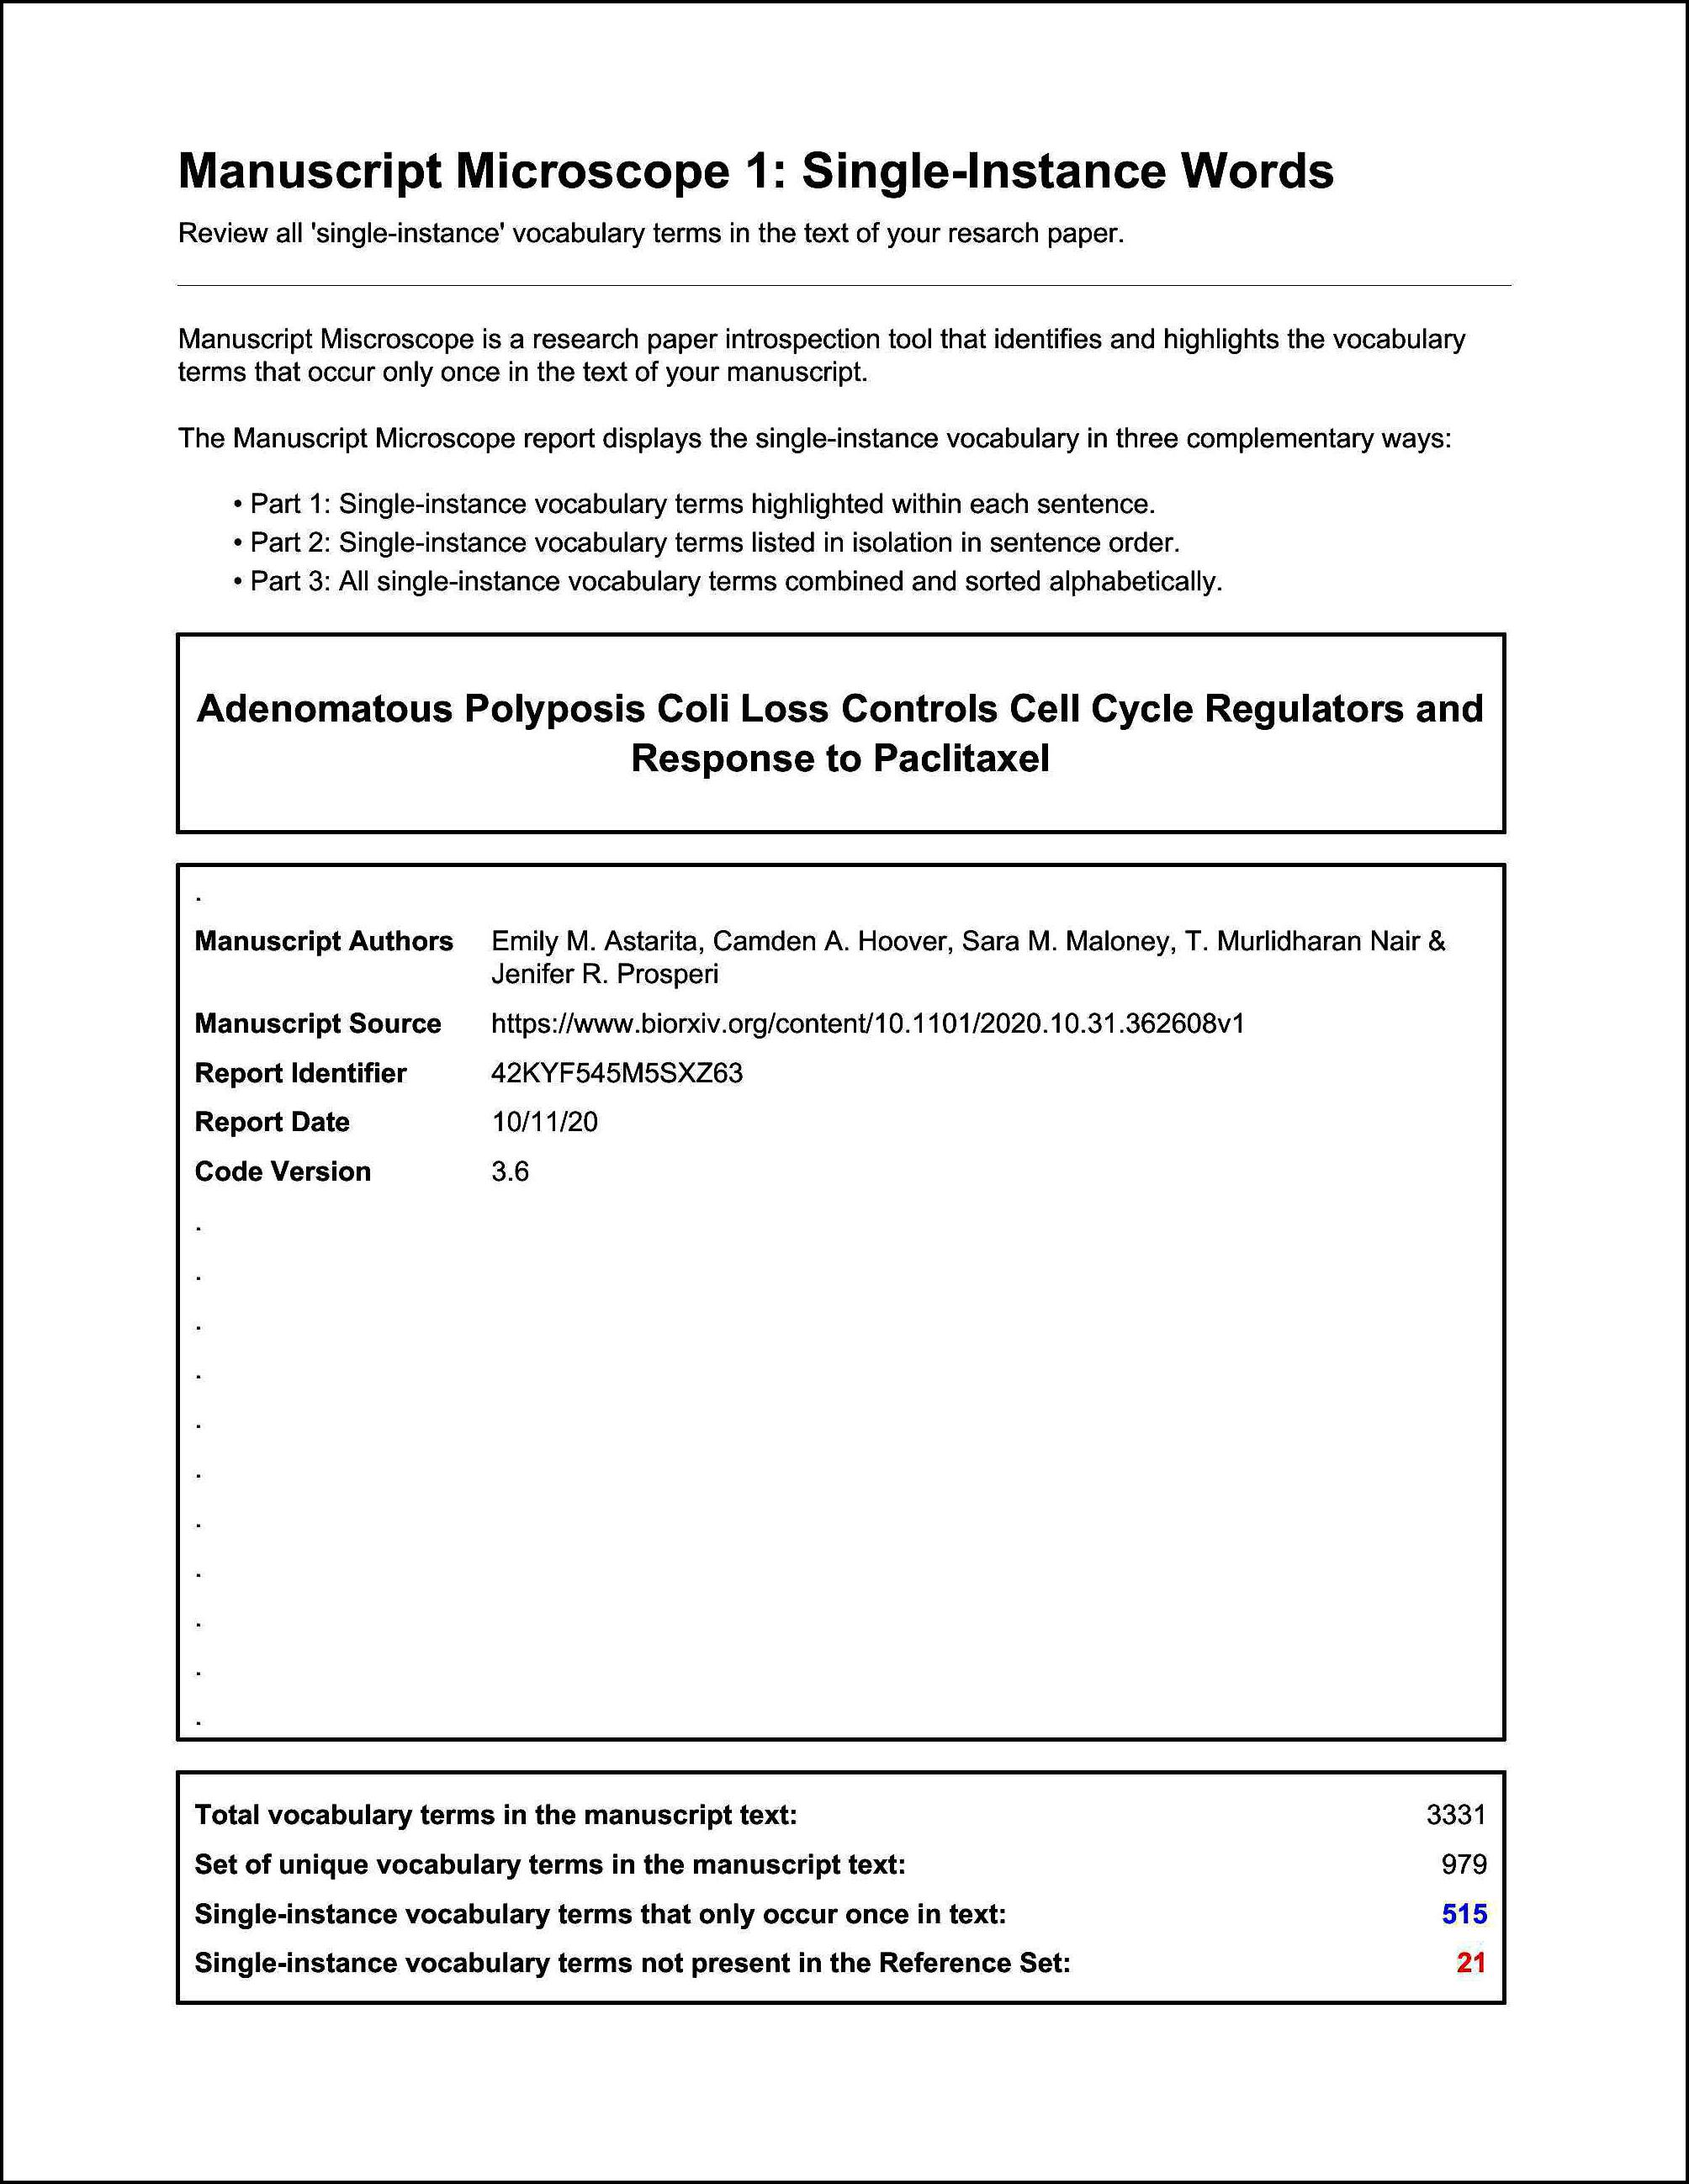 Manuscript Microscope 1: Single-Instance Words
Review all 'single-instance' vocabulary terms in the text of your resarch paper.
Manuscript Miscroscope is a research paper introspection tool that identifies and highlights the vocabulary
terms that occur only once in the text of your manuscript.
The Manuscript Microscope report displays the single-instance vocabulary in three complementary ways:
• Part 1: Single-instance vocabulary terms highlighted within each sentence.
• Part 2: Single-instance vocabulary terms listed in isolation in sentence order.
• Part 3: All single-instance vocabulary terms combined and sorted alphabetically.
Adenomatous Polyposis Coli Loss Controls Cell Cycle Regulators and
Response to Paclitaxel
.
Manuscript Authors Emily M. Astarita, Camden A. Hoover, Sara M. Maloney, T. Murlidharan Nair &
Jenifer R. Prosperi
Manuscript Source https://www.biorxiv.org/content/10.1101/2020.10.31.362608v1
Report Identifier 42KYF545M5SXZ63
Report Date 10/11/20
Code Version 3.6
.
.
.
.
.
.
.
.
.
.
.
Total vocabulary terms in the manuscript text: 3331
Set of unique vocabulary terms in the manuscript text: 979
Single-instance vocabulary terms that only occur once in text: 515
Single-instance vocabulary terms not present in the Reference Set: 21